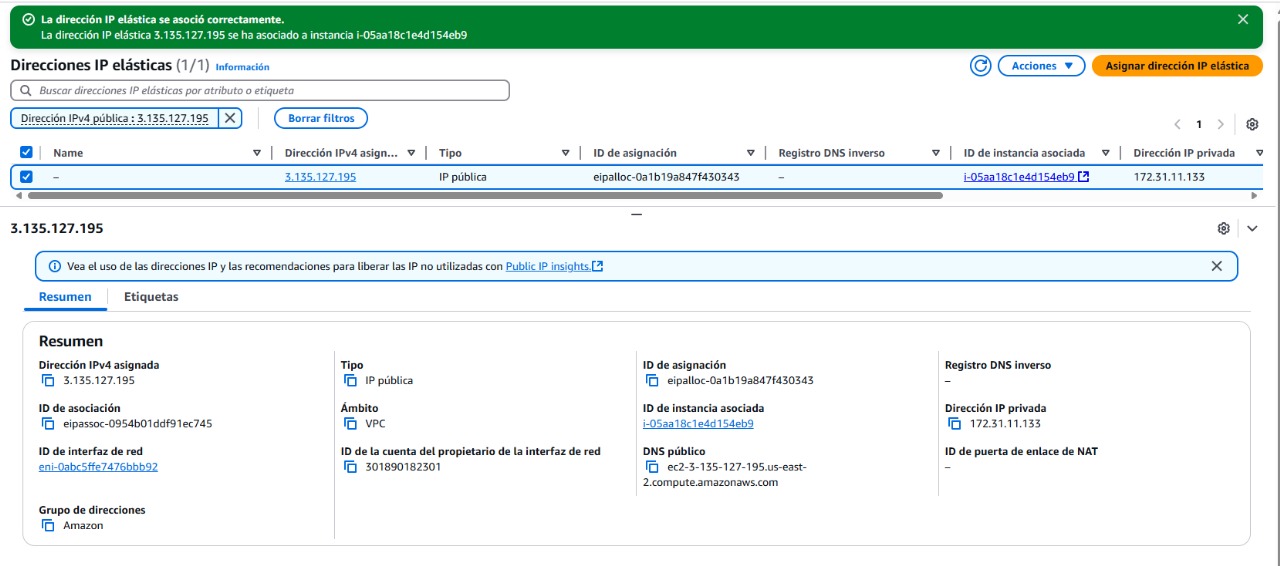 La dirección IP elástica se asoció correctamente.
La dirección IP elástica 3.135.127.195 se ha asociado a instancia i-05aa18c1e4d154eb9
Direcciones IP elásticas (1/1) Información
Acciones
Asignar dirección IP elástica
Buscar direcciones IP elásticas por atributo o etiqueta
Dirección IPv4 pública : 3.135.127.195
Borrar filtros
1
Name Dirección IPv4 asign... Tipo ID de asignación Registro DNS inverso ID de instancia asociada Dirección IP privada
– 3.135.127.195 IP pública eipalloc-0a1b19a847f430343 – i-05aa18c1e4d154eb9 172.31.11.133
3.135.127.195
Vea el uso de las direcciones IP y las recomendaciones para liberar las IP no utilizadas con Public IP insights.
Resumen Etiquetas
Resumen
Dirección IPv4 asignada
3.135.127.195
Tipo
IP pública
ID de asignación
eipalloc-0a1b19a847f430343
Registro DNS inverso
–
ID de asociación
eipassoc-0954b01ddf91ec745
Ámbito
VPC
ID de instancia asociada
i-05aa18c1e4d154eb9
Dirección IP privada
172.31.11.133
ID de interfaz de red
eni-0abc5ffe7476bbb92
ID de la cuenta del propietario de la interfaz de red
301890182301
DNS público
ec2-3-135-127-195.us-east-
2.compute.amazonaws.com
ID de puerta de enlace de NAT
–
Grupo de direcciones
Amazon